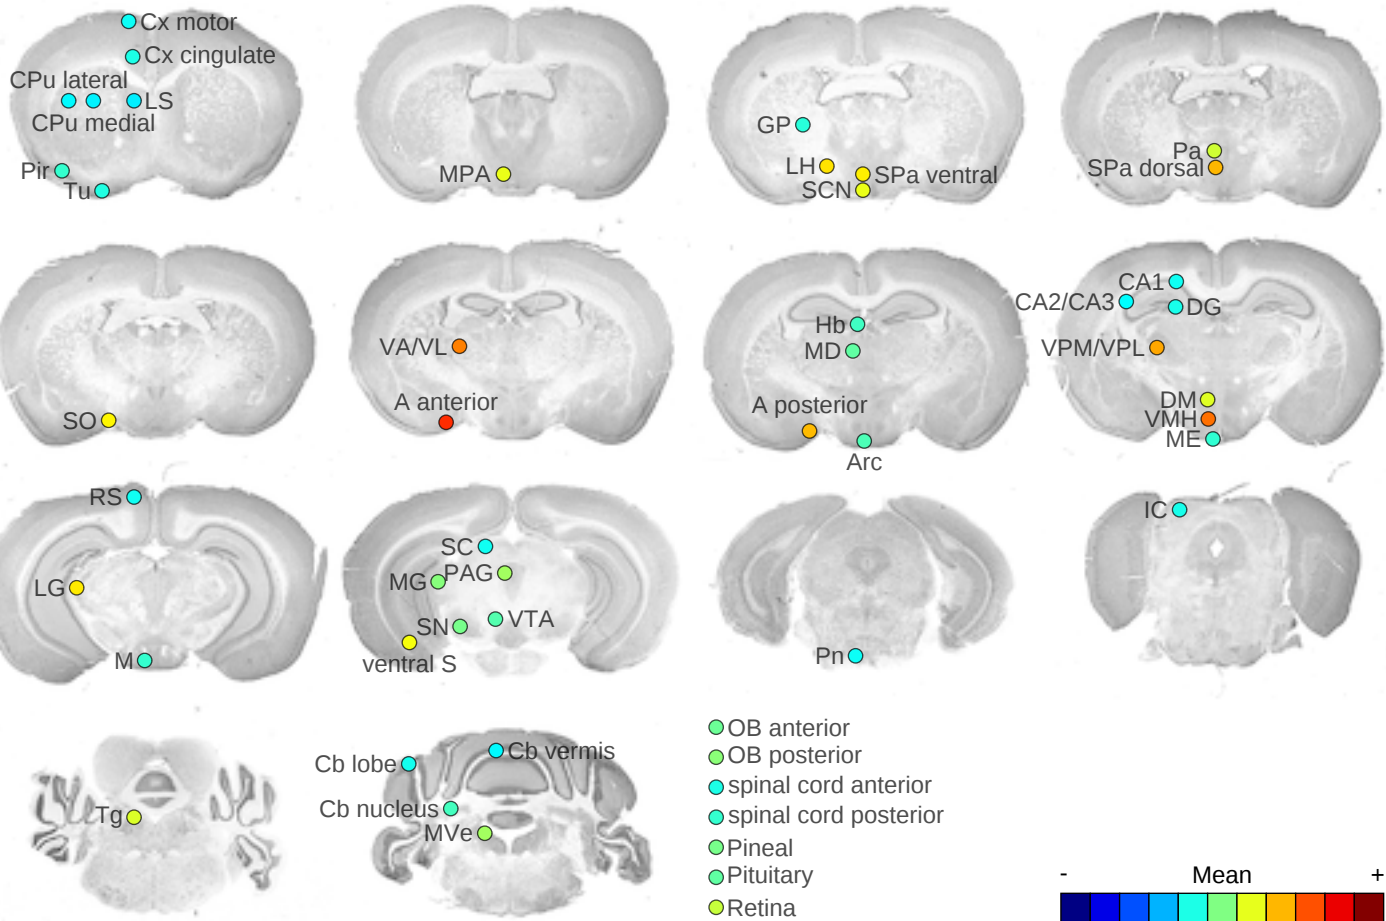 Cx motor
Cx cingulate
CPu lateral
LS
CPu medial
Pir
Tu
MPA
GP
LH
SPa ventral
SCN
Pa
SPa dorsal
SO
VA/VL
A anterior
Hb
MD
A posterior
Arc
CA1
CA2/CA3
DG
VPM/VPL
DM
VMH
ME
RS
LG
M
SC
PAG
MG
SN
VTA
ventral S
Pn
IC
Tg
Cb lobe
Cb vermis
Cb nucleus
MVe
OB anterior
OB posterior
spinal cord anterior
spinal cord posterior
Pineal
Pituitary
Retina
- Mean +